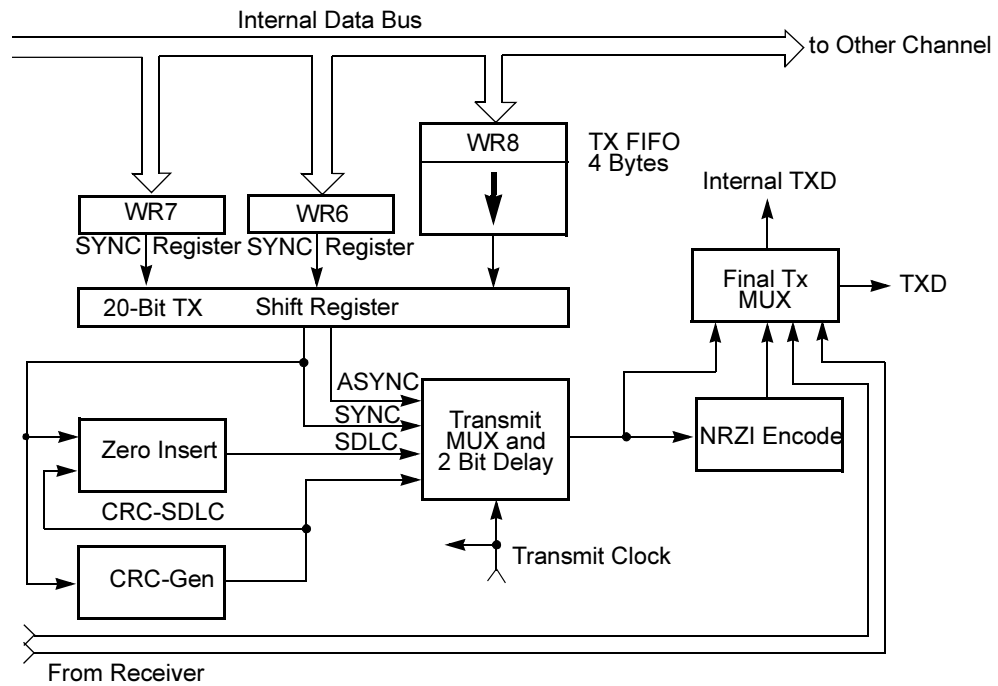 Internal Data Bus
to Other Channel
WR8
TX FIFO
4 Bytes
Internal TXD
WR7
WR6
SYNC Register
SYNC Register
Final Tx
MUX
TXD
20-Bit TX Shift Register
ASYNC
SYNC
SDLC
Transmit
MUX and
2 Bit Delay
Zero Insert
NRZI Encode
CRC-SDLC
Transmit Clock
CRC-Gen
From Receiver